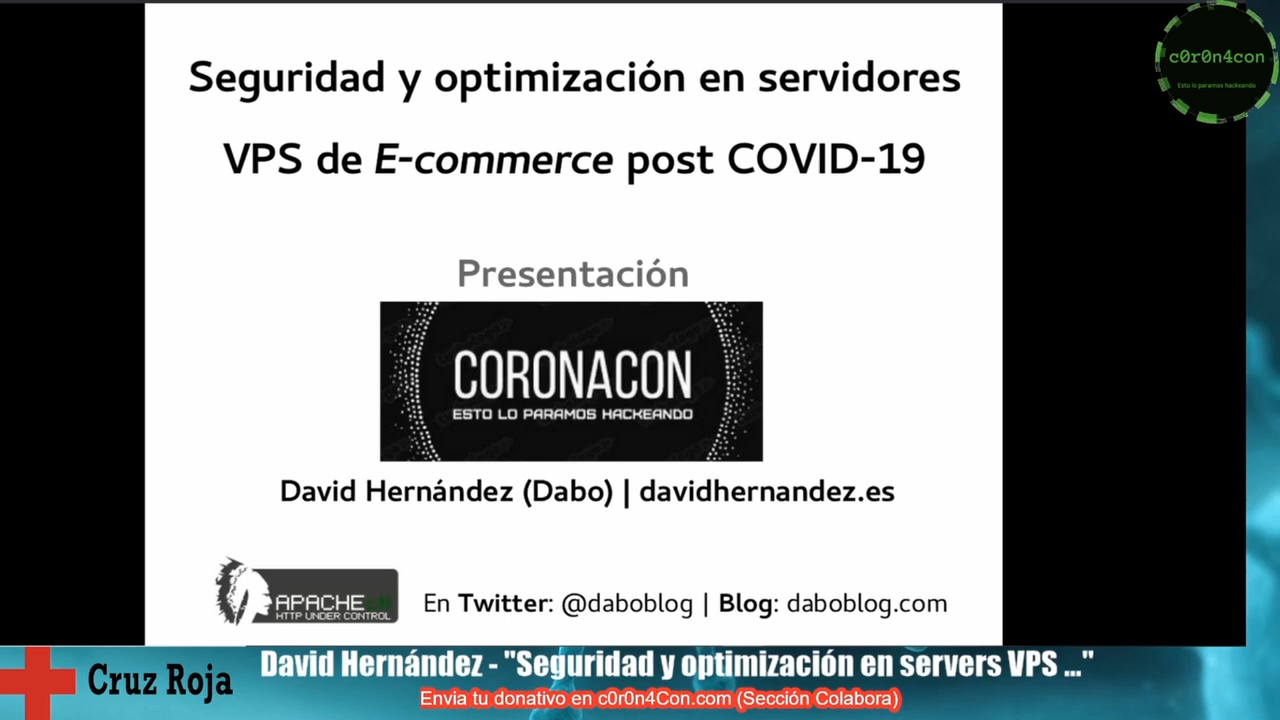 Seguridad y optimización en servidores
VPS de E-commerce post COVID-19
c0r0n4con
Esto lo paramos hackeando
Presentación
CORONACON
ESTO LO PARAMOS HACKEANDO
David Hernández (Dabo) | davidhernandez.es
APACHEctl
HTTP UNDER CONTROL
En Twitter: @daboblog | Blog: daboblog.com
Cruz Roja
David Hernández - "Seguridad y optimización en servers VPS ..."
Envia tu donativo en c0r0n4Con.com (Sección Colabora)